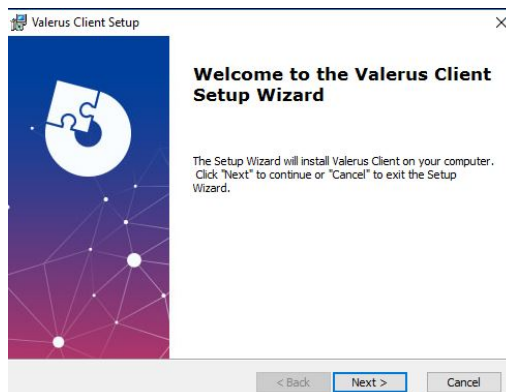 Valerus Client Setup
Welcome to the Valerus Client
Setup Wizard
The Setup Wizard will install Valerus Client on your computer.
Click "Next" to continue or "Cancel" to exit the Setup
Wizard.
< Back Next > Cancel